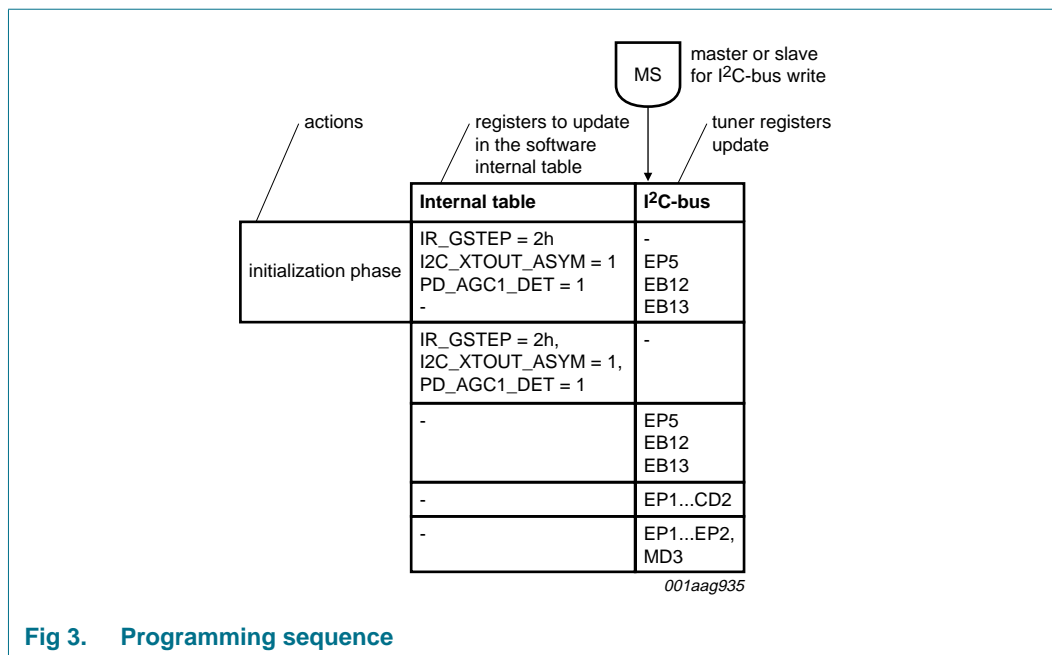 MS
master or slave
for I2C-bus write
actions
registers to update
in the software
internal table
tuner registers
update
Internal table
I2C-bus
initialization phase
IR_GSTEP = 2h
I2C_XTOUT_ASYM = 1
PD_AGC1_DET = 1
-
-
EP5
EB12
EB13
IR_GSTEP = 2h,
I2C_XTOUT_ASYM = 1,
PD_AGC1_DET = 1
-
-
EP5
EB12
EB13
-
EP1...CD2
-
EP1...EP2,
MD3
001aag935
Fig 3. Programming sequence